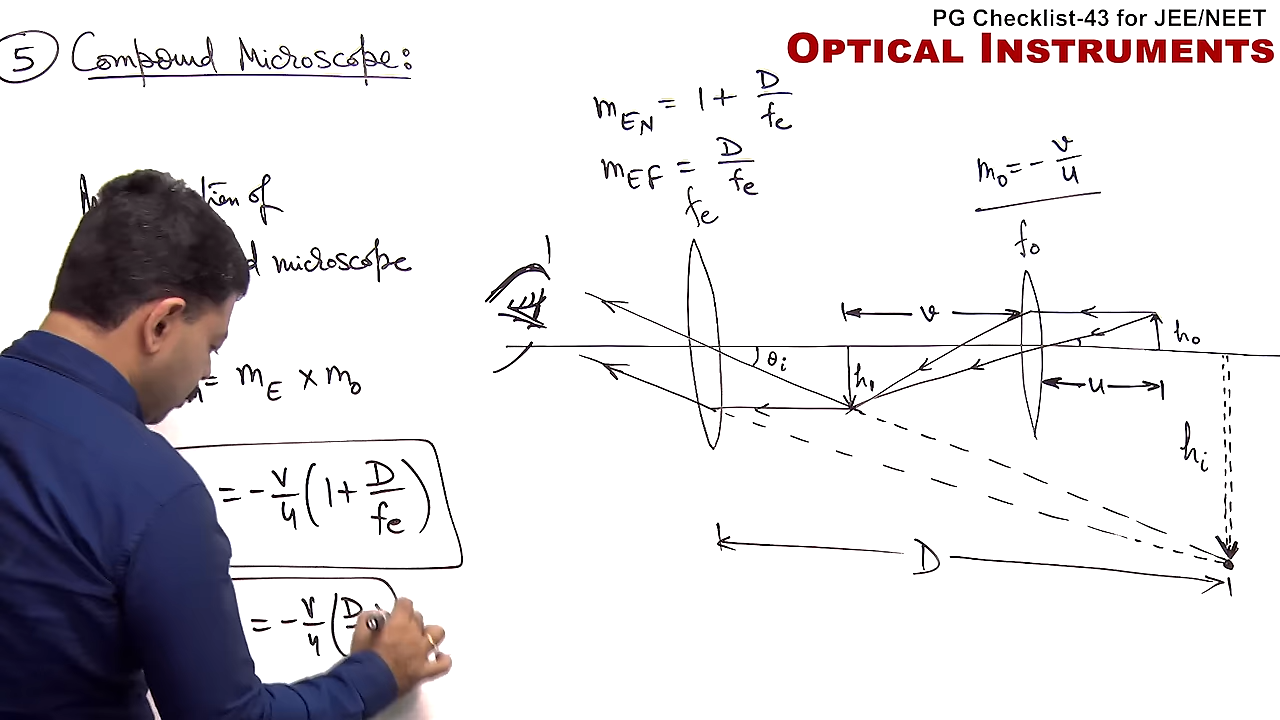 PG Checklist-43 for JEE/NEET
OPTICAL INSTRUMENTS
5 Compound Microscope:
of
microscope
= m_E × m_o
= - v/u (1 + D/fe)
= - v/u (D
m_EN = 1 + D/fe
m_EF = D/fe
fe
m_o = - v/u
fo
v
u
ho
θi
hi
D